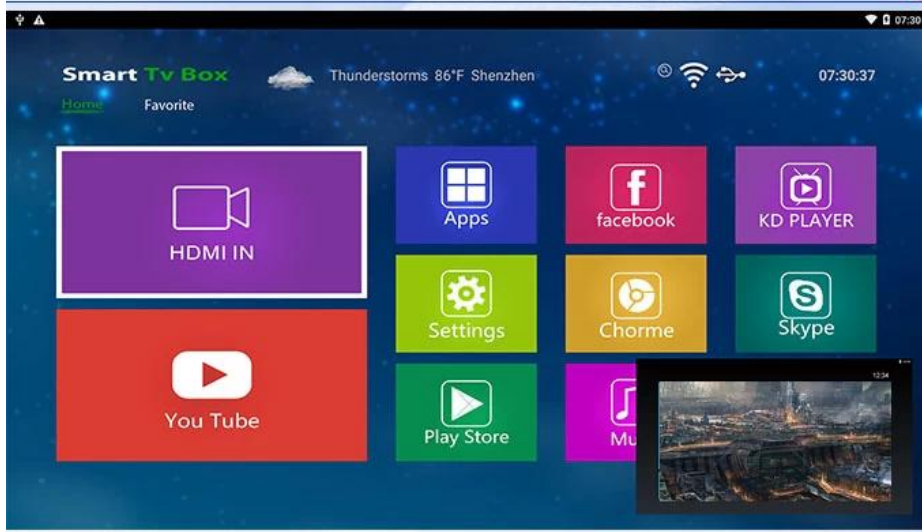 07:30
Smart Tv Box
Thunderstorms 86°F Shenzhen
07:30:37
Home
Favorite
HDMI IN
Apps
facebook
KD PLAYER
Settings
Chorme
Skype
You Tube
Play Store
Mu
12:34